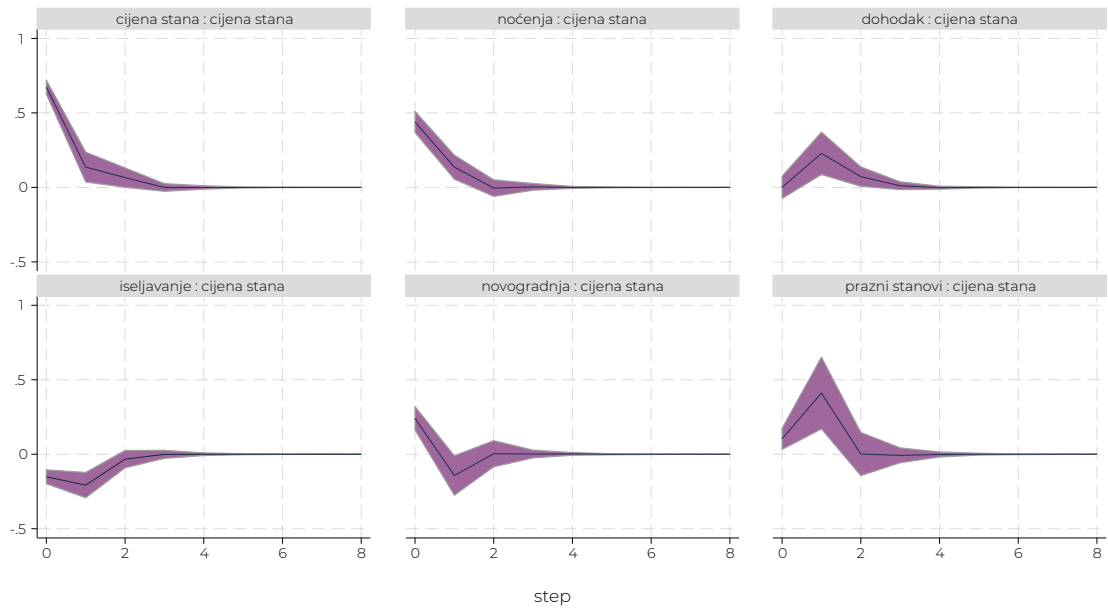 cijena stana : cijena stana
noćenja : cijena stana
dohodak : cijena stana
1
.5
0
-.5
iseljavanje : cijena stana
novogradnja : cijena stana
prazni stanovi : cijena stana
1
.5
0
-.5
0 2 4 6 8
0 2 4 6 8
0 2 4 6 8
step